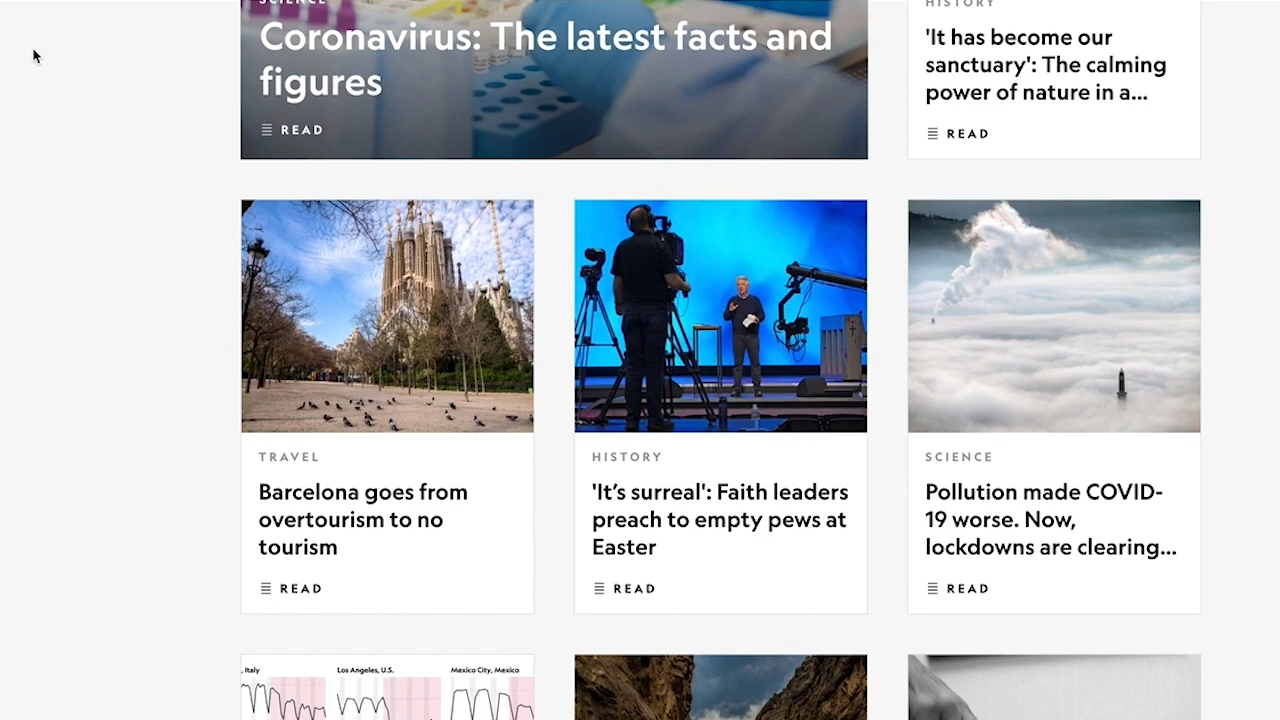 SCIENCE
Coronavirus: The latest facts and
figures
READ
HISTORY
'It has become our
sanctuary': The calming
power of nature in a...
READ
TRAVEL
Barcelona goes from
overtourism to no
tourism
READ
HISTORY
'It’s surreal': Faith leaders
preach to empty pews at
Easter
READ
SCIENCE
Pollution made COVID-
19 worse. Now,
lockdowns are clearing...
READ
, Italy
Los Angeles, U.S.
Mexico City, Mexico